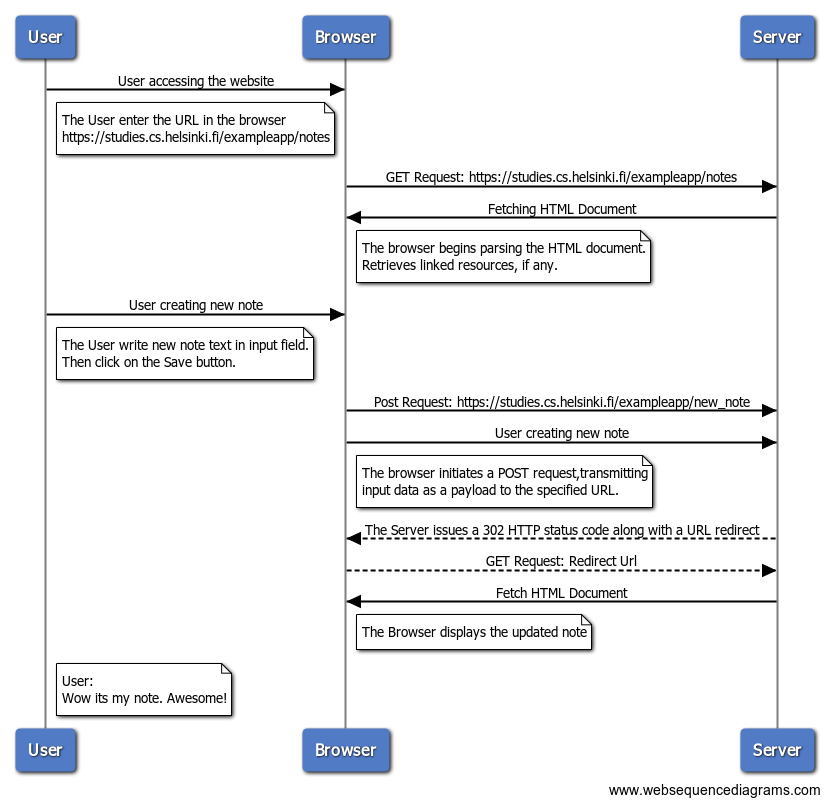 User Browser Server
User accessing the website
The User enter the URL in the browser
https://studies.cs.helsinki.fi/exampleapp/notes
GET Request: https://studies.cs.helsinki.fi/exampleapp/notes
Fetching HTML Document
The browser begins parsing the HTML document.
Retrieves linked resources, if any.
User creating new note
The User write new note text in input field.
Then click on the Save button.
Post Request: https://studies.cs.helsinki.fi/exampleapp/new_note
User creating new note
The browser initiates a POST request,transmitting
input data as a payload to the specified URL.
The Server issues a 302 HTTP status code along with a URL redirect
GET Request: Redirect Url
Fetch HTML Document
The Browser displays the updated note
User:
Wow its my note. Awesome!
User Browser Server
www.websequencediagrams.com